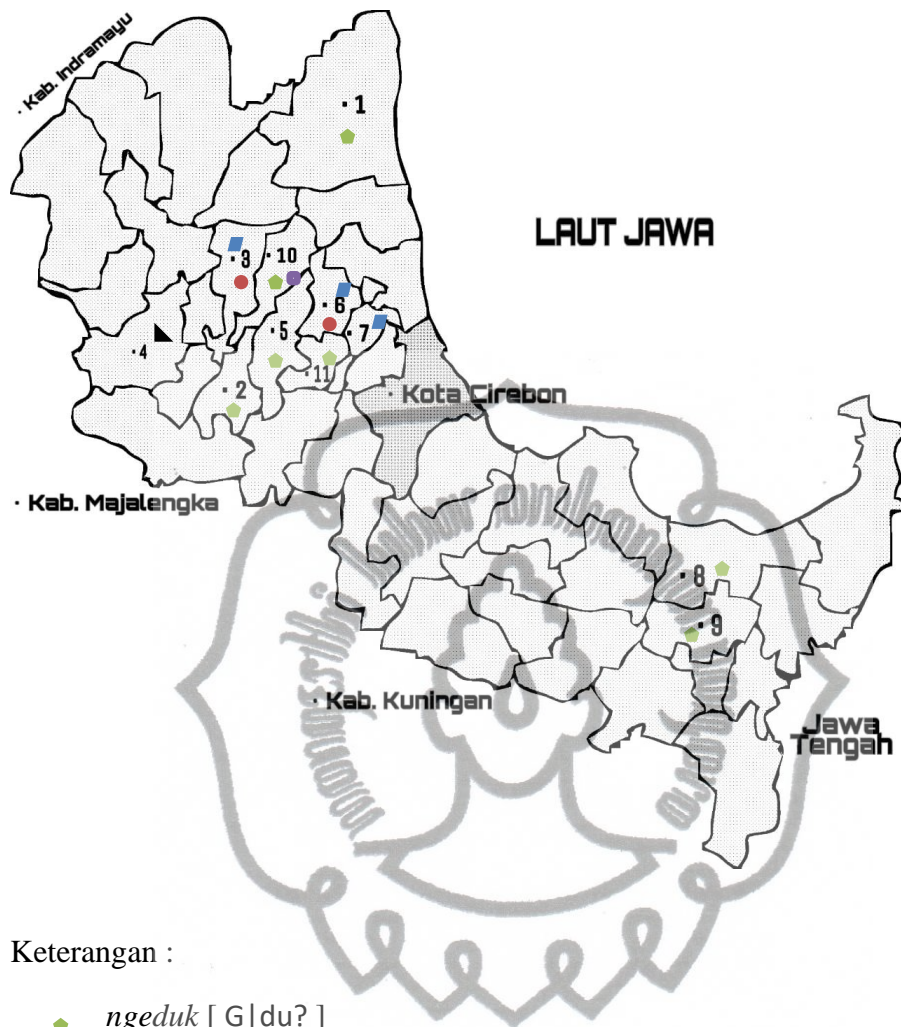 · Kab. Indramayu
· 1
LAUT JAWA
· 3
· 10
· 6
· 5
· 7
· 4
· 11
· 2
· Kota Cirebon
· Kab. Majalengka
· 8
· 9
· Kab. Kuningan
Jawa
Tengah
Keterangan :
ngeduk [ G|du? ]